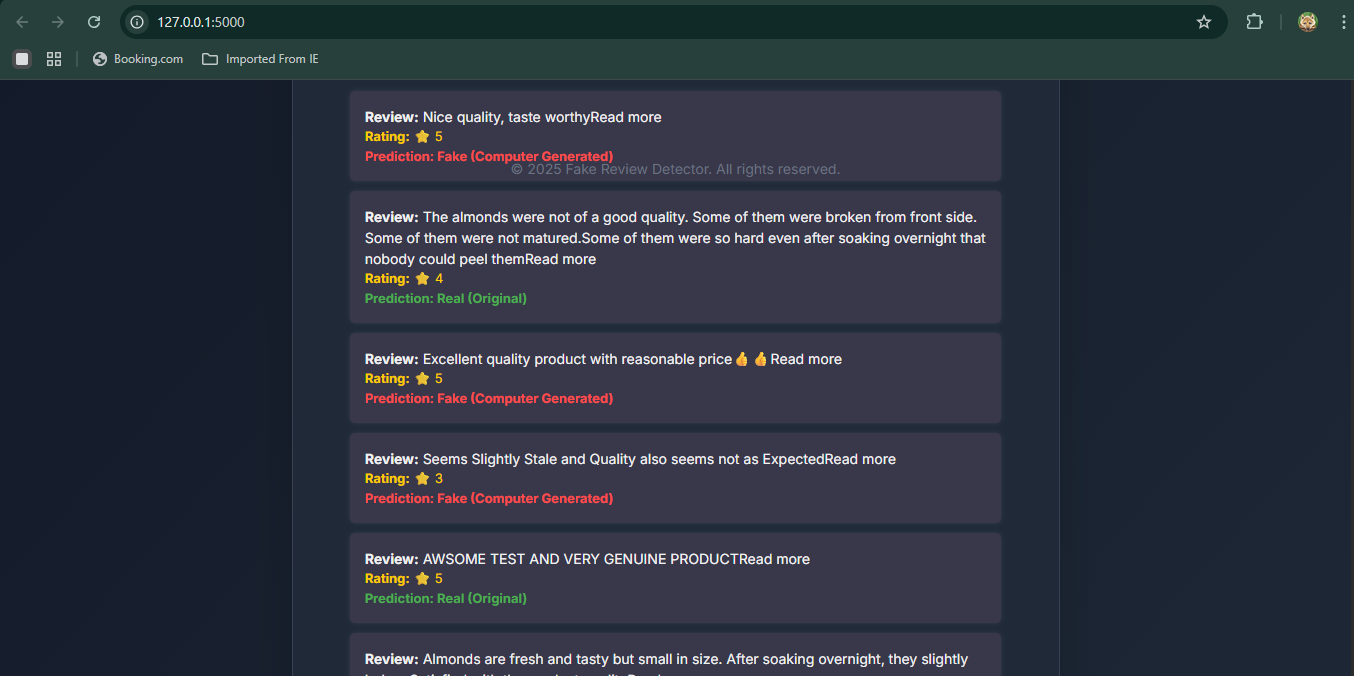 127.0.0.1:5000
Booking.com
Imported From IE
Review: Nice quality, taste worthyRead more
Rating: ⭐ 5
Prediction: Fake (Computer Generated)
© 2025 Fake Review Detector. All rights reserved.
Review: The almonds were not of a good quality. Some of them were broken from front side.
Some of them were not matured.Some of them were so hard even after soaking overnight that
nobody could peel themRead more
Rating: ⭐ 4
Prediction: Real (Original)
Review: Excellent quality product with reasonable price👍👍Read more
Rating: ⭐ 5
Prediction: Fake (Computer Generated)
Review: Seems Slightly Stale and Quality also seems not as ExpectedRead more
Rating: ⭐ 3
Prediction: Fake (Computer Generated)
Review: AWSOME TEST AND VERY GENUINE PRODUCTRead more
Rating: ⭐ 5
Prediction: Real (Original)
Review: Almonds are fresh and tasty but small in size. After soaking overnight, they slightly